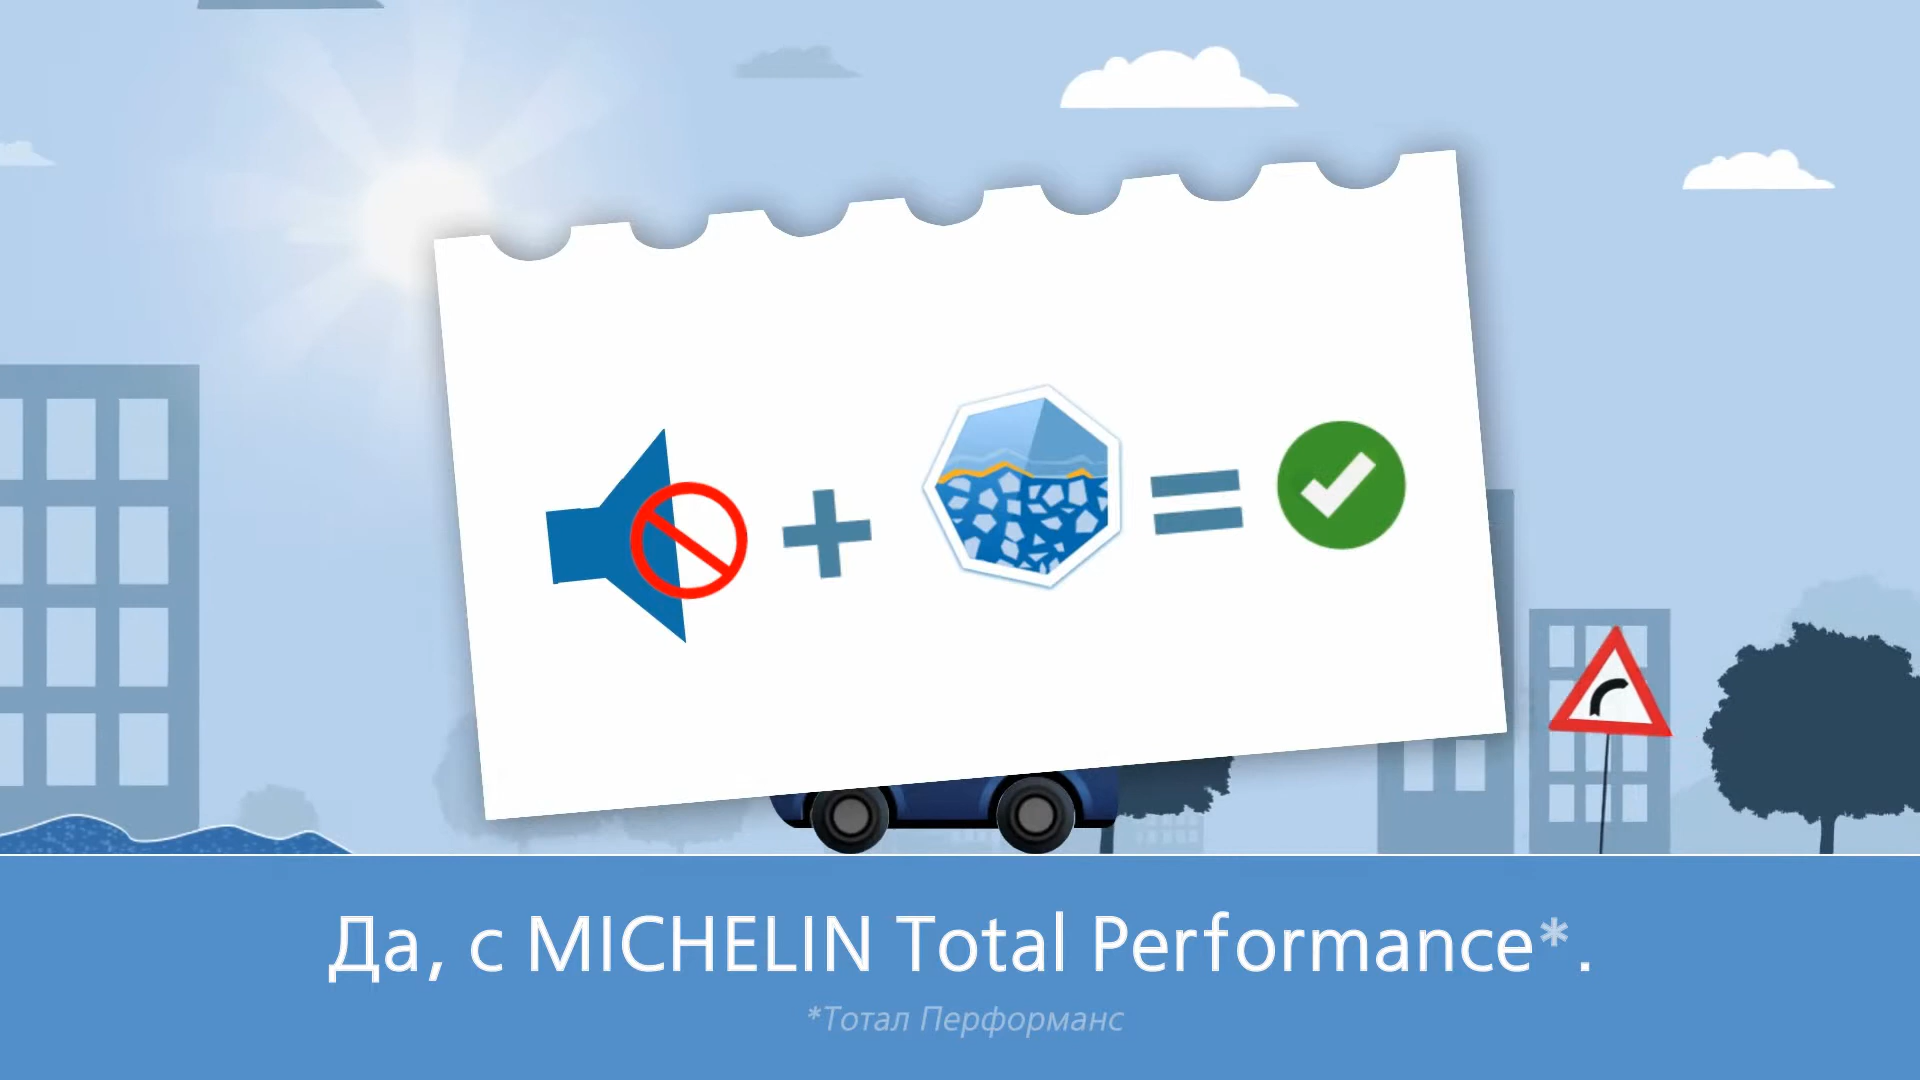 Да, с MICHELIN Total Performance*.
*Тотал Перформанс